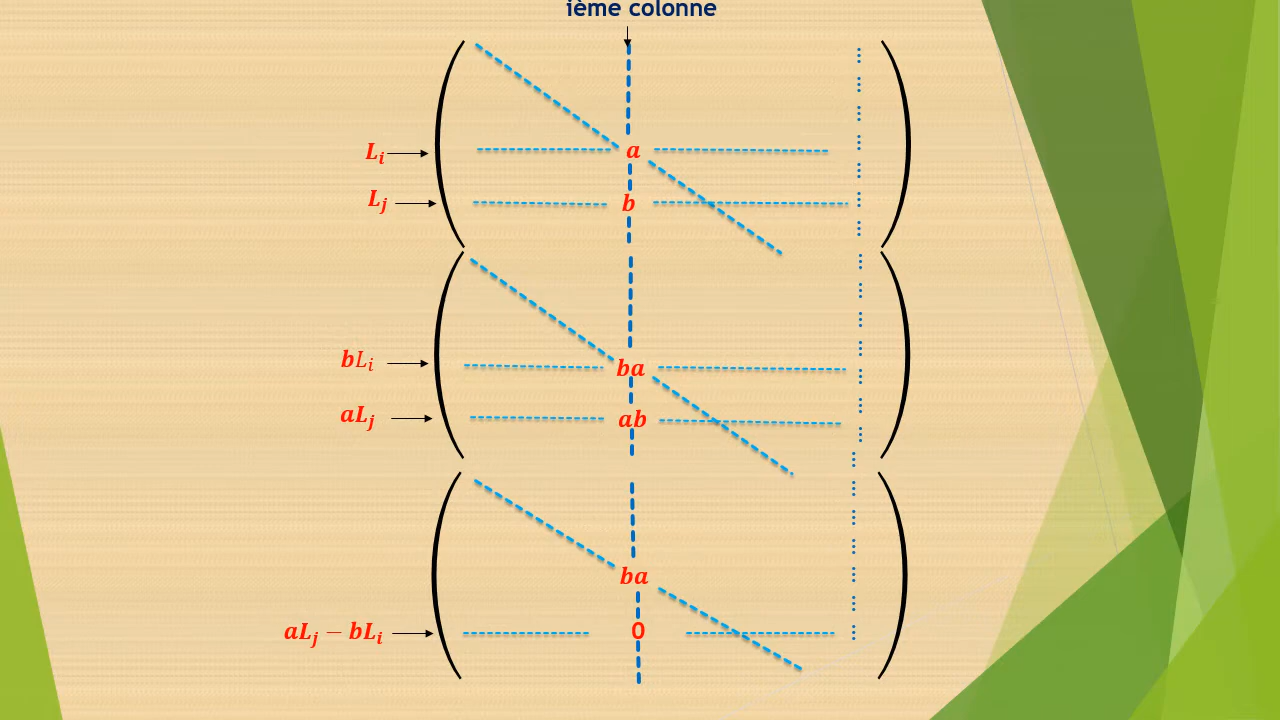 ième colonne
Lᵢ a
Lⱼ b
bLᵢ ba
aLⱼ ab
ba
aLⱼ − bLᵢ 0